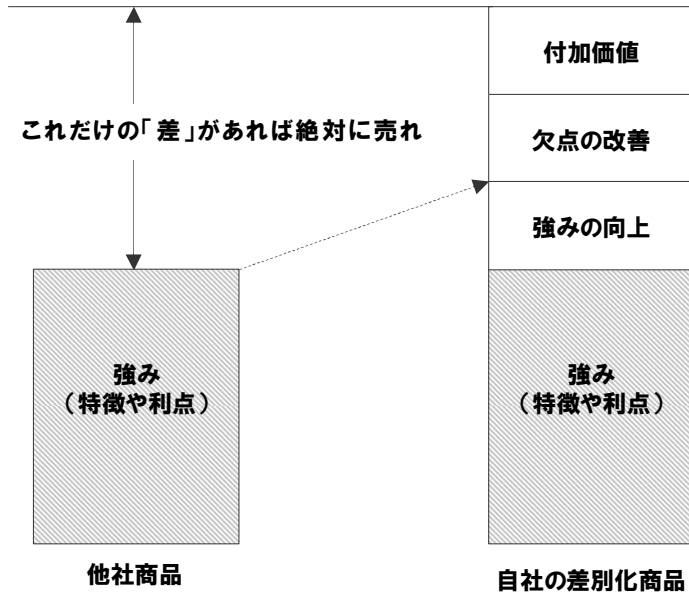 付加価値
これだけの「差」があれば絶対に売れ
欠点の改善
強みの向上
強み
（特徴や利点）
強み
（特徴や利点）
他社商品
自社の差別化商品